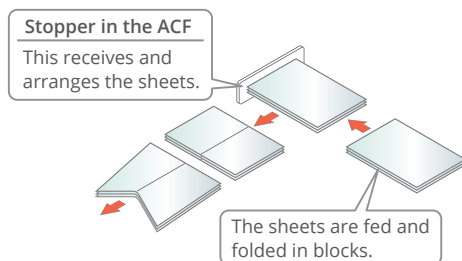 Stopper in the ACF
This receives and
arranges the sheets.
The sheets are fed and
folded in blocks.